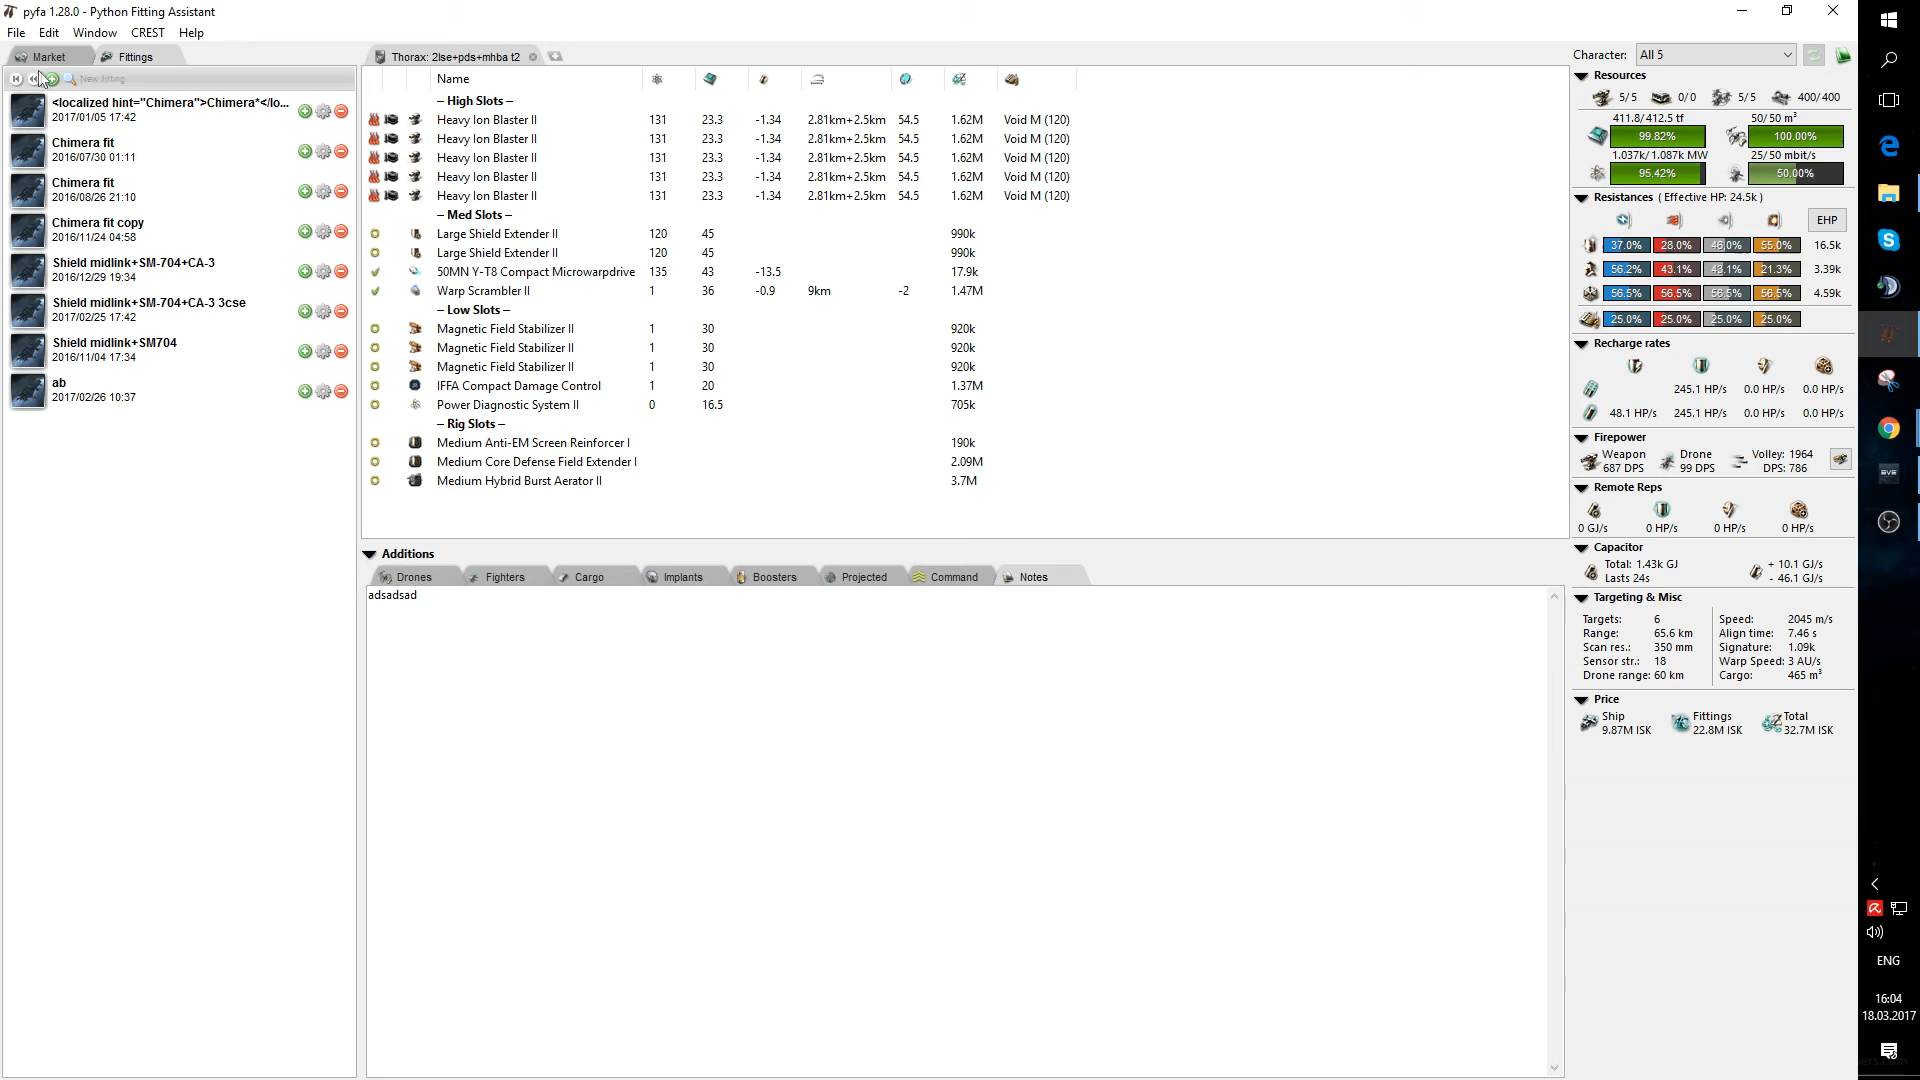 pyfa 1.28.0 - Python Fitting Assistant
File Edit Window CREST Help
Market Fittings
New fitting
<localized hint="Chimera">Chimera*</lo...
2017/01/05 17:42
Chimera fit
2016/07/30 01:11
Chimera fit
2016/08/26 21:10
Chimera fit copy
2016/11/24 04:58
Shield midlink+SM-704+CA-3
2016/12/29 19:34
Shield midlink+SM-704+CA-3 3cse
2017/02/25 17:42
Shield midlink+SM704
2016/11/04 17:34
ab
2017/02/26 10:37
Thorax: 2lse+pds+mhba t2
Name
– High Slots –
Heavy Ion Blaster II 131 23.3 -1.34 2.81km+2.5km 54.5 1.62M Void M (120)
Heavy Ion Blaster II 131 23.3 -1.34 2.81km+2.5km 54.5 1.62M Void M (120)
Heavy Ion Blaster II 131 23.3 -1.34 2.81km+2.5km 54.5 1.62M Void M (120)
Heavy Ion Blaster II 131 23.3 -1.34 2.81km+2.5km 54.5 1.62M Void M (120)
Heavy Ion Blaster II 131 23.3 -1.34 2.81km+2.5km 54.5 1.62M Void M (120)
– Med Slots –
Large Shield Extender II 120 45 990k
Large Shield Extender II 120 45 990k
50MN Y-T8 Compact Microwarpdrive 135 43 -13.5 17.9k
Warp Scrambler II 1 36 -0.9 9km -2 1.47M
– Low Slots –
Magnetic Field Stabilizer II 1 30 920k
Magnetic Field Stabilizer II 1 30 920k
Magnetic Field Stabilizer II 1 30 920k
IFFA Compact Damage Control 1 20 1.37M
Power Diagnostic System II 0 16.5 705k
– Rig Slots –
Medium Anti-EM Screen Reinforcer I 190k
Medium Core Defense Field Extender I 2.09M
Medium Hybrid Burst Aerator II 3.7M
Additions
Drones Fighters Cargo Implants Boosters Projected Command Notes
adsadsad
Character: All 5
Resources
5/5 0/0 5/5 400/400
411.8/412.5 tf 50/50 m³
99.82% 100.00%
1.037k/1.087k MW 25/50 mbit/s
95.42% 50.00%
Resistances (Effective HP: 24.5k)
EHP
37.0% 28.0% 46.0% 55.0% 16.5k
56.2% 43.1% 43.1% 21.3% 3.39k
56.5% 56.5% 56.5% 56.5% 4.59k
25.0% 25.0% 25.0% 25.0%
Recharge rates
245.1 HP/s 0.0 HP/s 0.0 HP/s
48.1 HP/s 245.1 HP/s 0.0 HP/s 0.0 HP/s
Firepower
Weapon Drone Volley: 1964
687 DPS 99 DPS DPS: 786
Remote Reps
0 GJ/s 0 HP/s 0 HP/s 0 HP/s
Capacitor
Total: 1.43k GJ + 10.1 GJ/s
Lasts 24s - 46.1 GJ/s
Targeting & Misc
Targets: 6 Speed: 2045 m/s
Range: 65.6 km Align time: 7.46 s
Scan res.: 350 mm Signature: 1.09k
Sensor str.: 18 Warp Speed: 3 AU/s
Drone range: 60 km Cargo: 465 m³
Price
Ship Fittings Total
9.87M ISK 22.8M ISK 32.7M ISK
EVE
ENG
16:04
18.03.2017